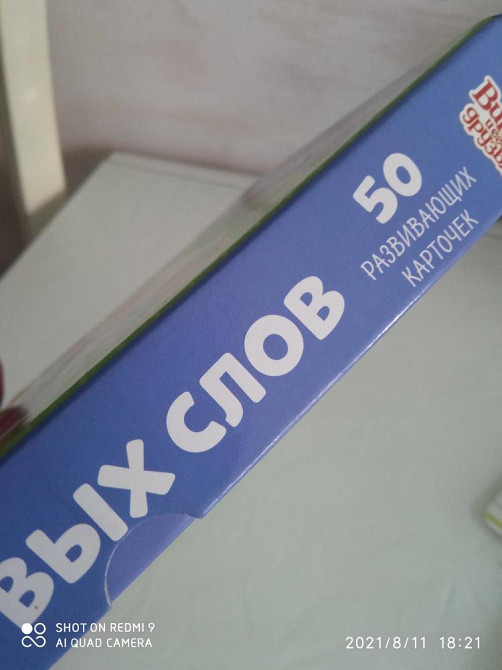 ВЫХ СЛОВ
50
РАЗВИВАЮЩИХ
КАРТОЧЕК
SHOT ON REDMI 9
AI QUAD CAMERA
2021/8/11 18:21